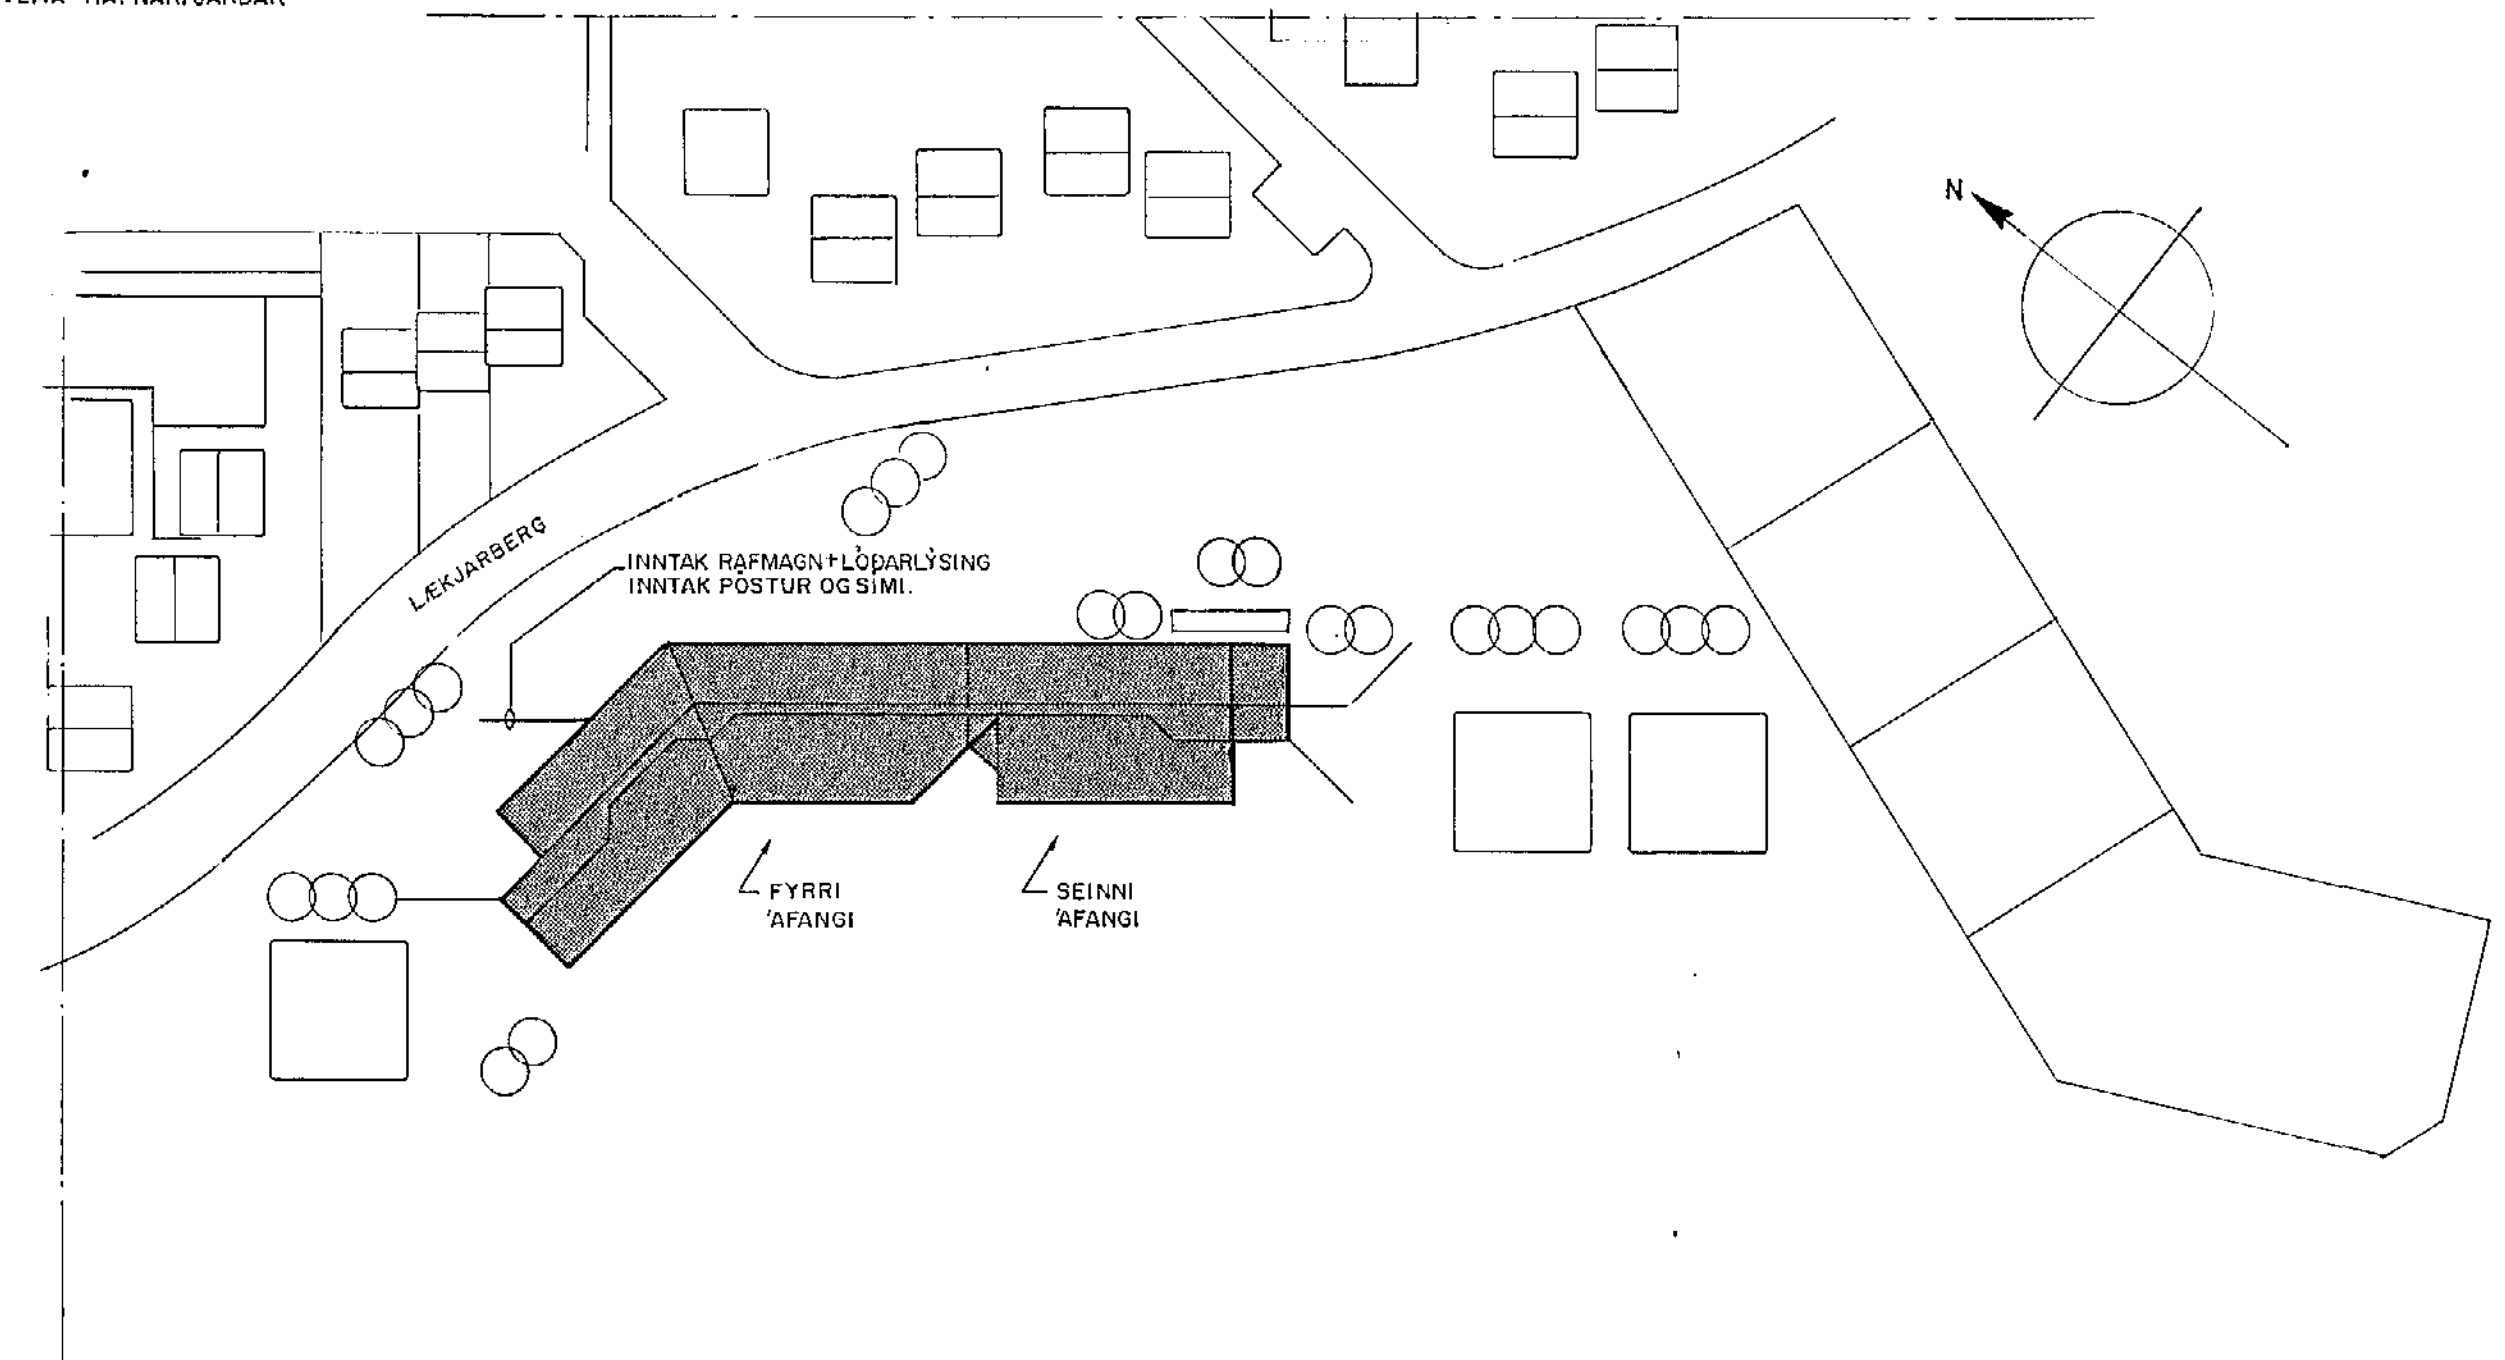 N
LÆKJARBERG
INNTAK RAFMAGN+LÓÐARLÝSING
INNTAK PÓSTUR OG SÍMI.
FYRRI
ÁFANGI
SEINNI
ÁFANGI